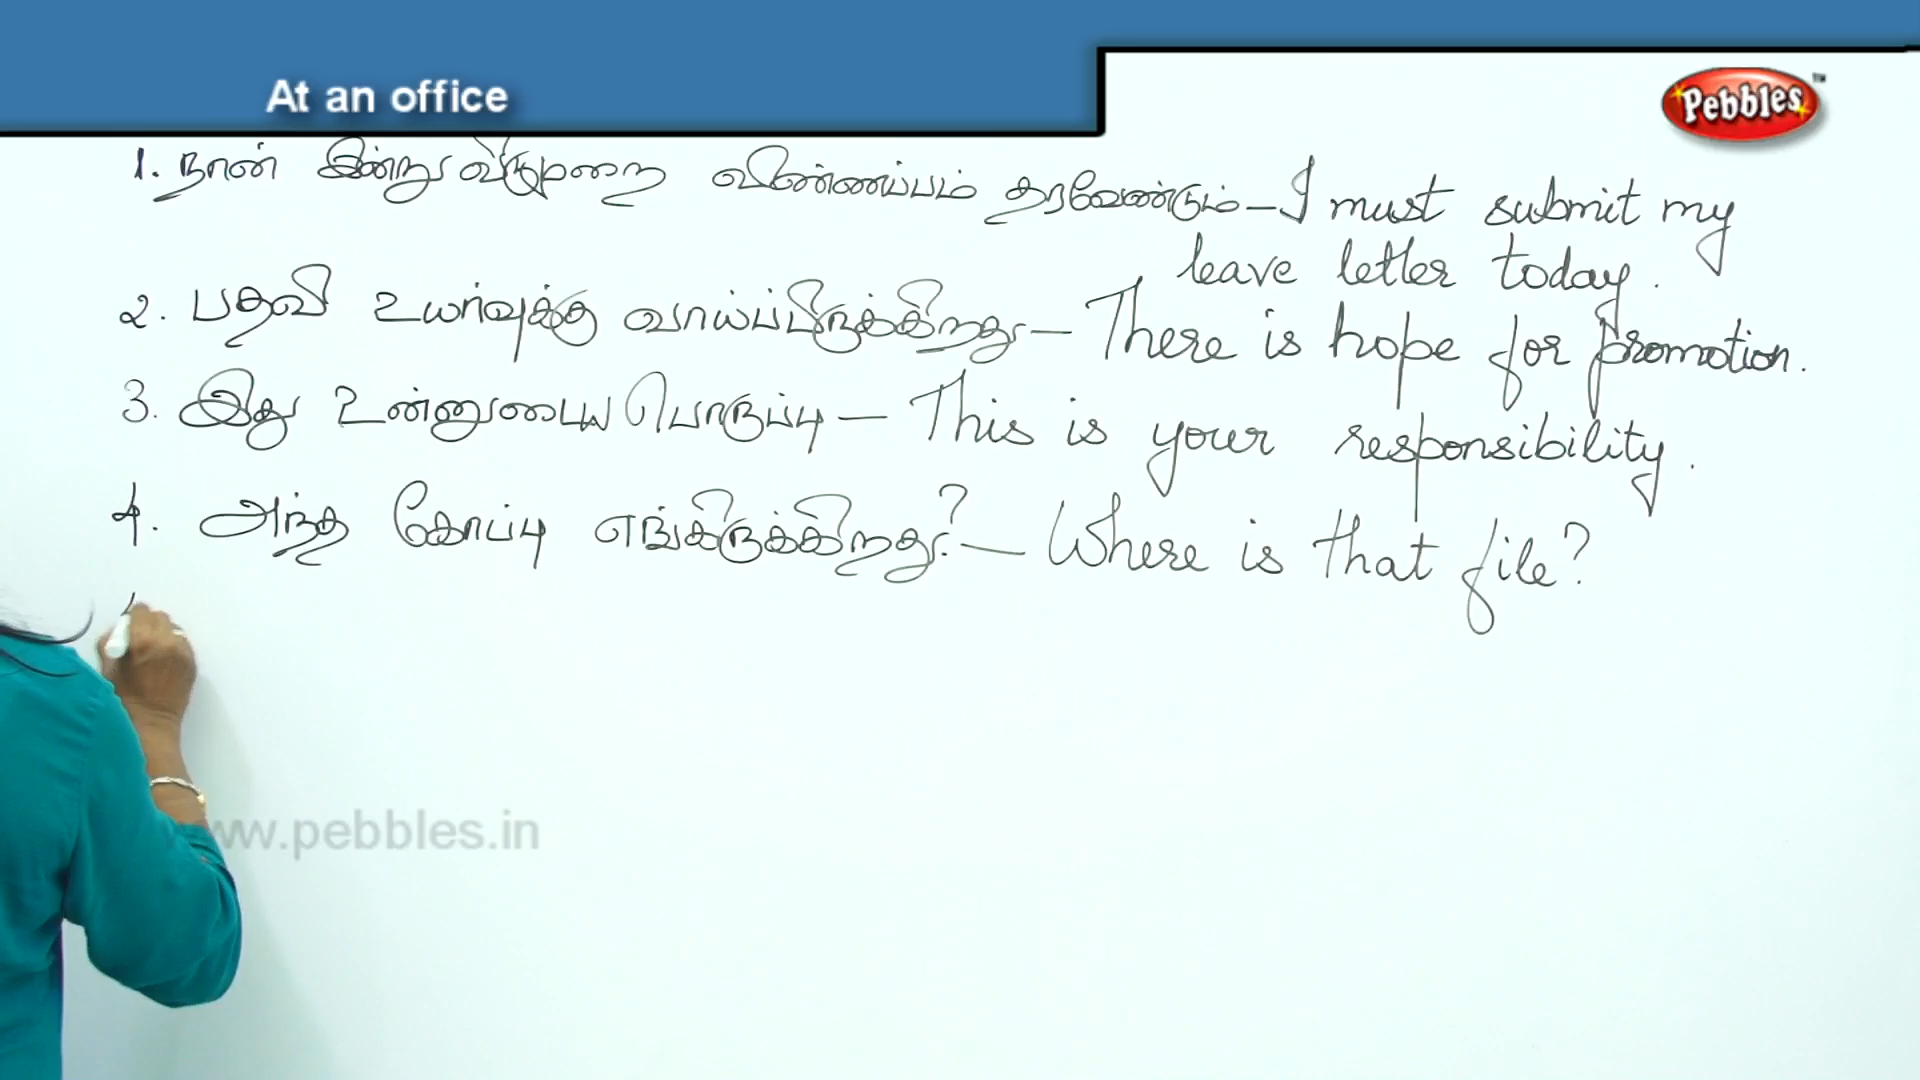 At an office
Pebbles™
1. நான் இன்று விடுமுறை விண்ணப்பம் தரவேண்டும் – I must submit my
leave letter today.
2. பதவி உயர்வுக்கு வாய்ப்பிருக்கிறது – There is hope for promotion.
3. இது உன்னுடைய பொருப்பு – This is your responsibility.
4. அந்த கோப்பு எங்கிருக்கிறது? – Where is that file?
www.pebbles.in